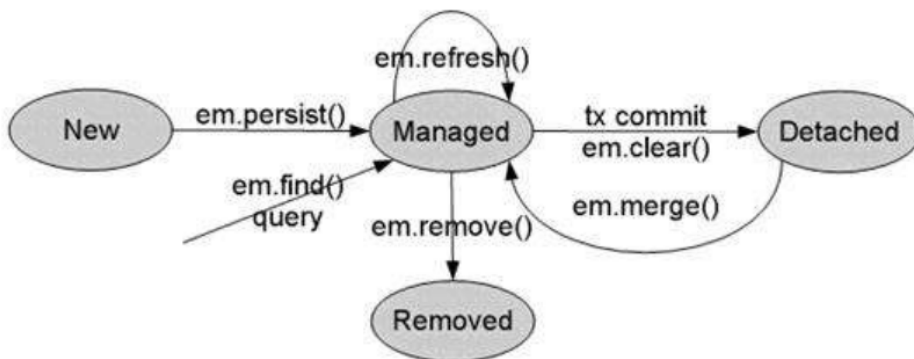 em.refresh()
New
em.persist()
Managed
tx commit
em.clear()
Detached
em.find()
query
em.merge()
em.remove()
Removed